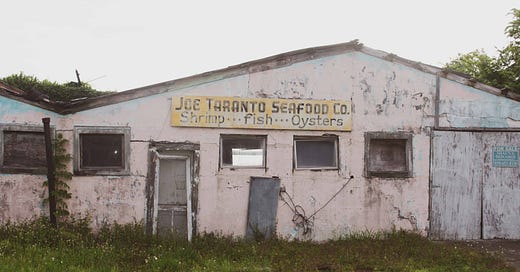 JOE TARANTO SEAFOOD CO.
Shrimp··· fish ···Oysters